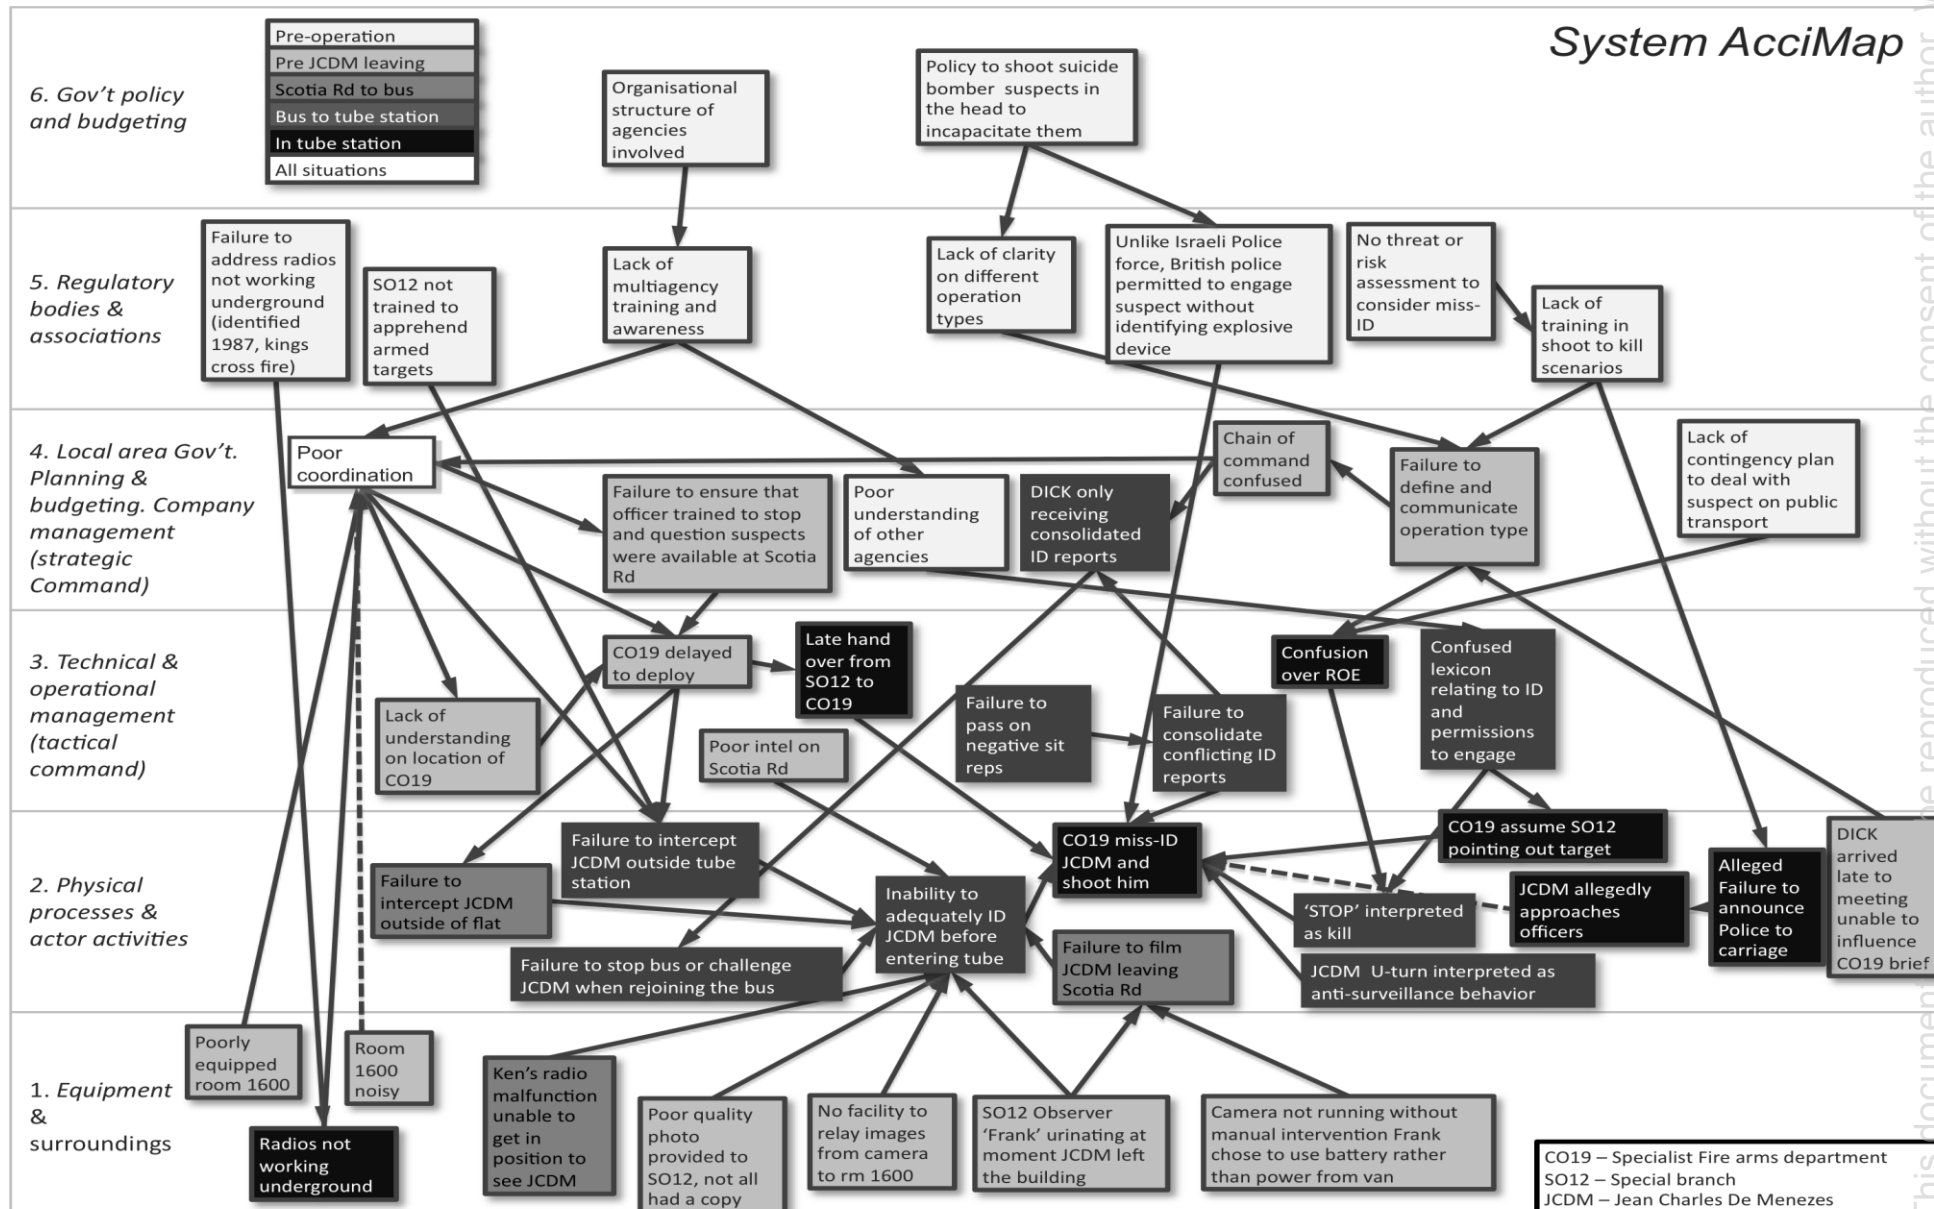 System AcciMap
Pre-operation
Pre JCDM leaving
Scotia Rd to bus
Bus to tube station
In tube station
All situations
6. Gov't policy
and budgeting
Organisational
structure of
agencies
involved
Policy to shoot suicide
bomber suspects in
the head to
incapacitate them
5. Regulatory
bodies &
associations
Failure to
address radios
not working
underground
(identified
1987, kings
cross fire)
SO12 not
trained to
apprehend
armed
targets
Lack of
multiagency
training and
awareness
Lack of clarity
on different
operation
types
Unlike Israeli Police
force, British police
permitted to engage
suspect without
identifying explosive
device
No threat or
risk
assessment to
consider miss-
ID
Lack of
training in
shoot to kill
scenarios
4. Local area Gov't.
Planning &
budgeting. Company
management
(strategic
Command)
Poor
coordination
Failure to ensure that
officer trained to stop
and question suspects
were available at Scotia
Rd
Poor
understanding
of other
agencies
DICK only
receiving
consolidated
ID reports
Chain of
command
confused
Failure to
define and
communicate
operation type
Lack of
contingency plan
to deal with
suspect on public
transport
3. Technical &
operational
management
(tactical
command)
Lack of
understanding
on location of
CO19
CO19 delayed
to deploy
Late hand
over from
SO12 to
CO19
Poor intel on
Scotia Rd
Failure to
pass on
negative sit
reps
Failure to
consolidate
conflicting ID
reports
Confusion
over ROE
Confused
lexicon
relating to ID
and
permissions
to engage
2. Physical
processes &
actor activities
Failure to
intercept JCDM
outside of flat
Failure to intercept
JCDM outside tube
station
Failure to stop bus or challenge
JCDM when rejoining the bus
Inability to
adequately ID
JCDM before
entering tube
CO19 miss-ID
JCDM and
shoot him
Failure to film
JCDM leaving
Scotia Rd
'STOP' interpreted
as kill
JCDM U-turn interpreted as
anti-surveillance behavior
CO19 assume SO12
pointing out target
JCDM allegedly
approaches
officers
Alleged
Failure to
announce
Police to
carriage
DICK
arrived
late to
meeting
unable to
influence
CO19 brief
1. Equipment
&
surroundings
Poorly
equipped
room 1600
Radios not
working
underground
Room
1600
noisy
Ken's radio
malfunction
unable to
get in
position to
see JCDM
Poor quality
photo
provided to
SO12, not all
had a copy
No facility to
relay images
from camera
to rm 1600
SO12 Observer
'Frank' urinating at
moment JCDM left
the building
Camera not running without
manual intervention Frank
chose to use battery rather
than power from van
CO19 – Specialist Fire arms department
SO12 – Special branch
JCDM – Jean Charles De Menezes
This document reproduced without the consent of the author